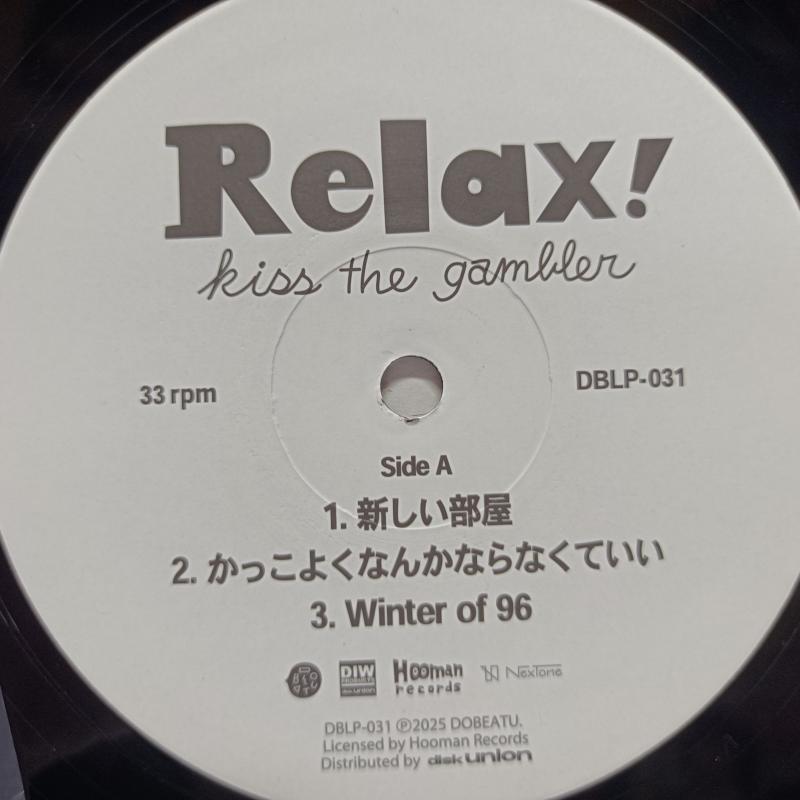 Relax!
kiss the gambler
33 rpm
DBLP-031
Side A
1. 新しい部屋
2. かっこよくなんかならなくていい
3. Winter of 96
DIW
Hooman records
NexTone
DBLP-031 ℗2025 DOBEATU.
Licensed by Hooman Records
Distributed by diskunion